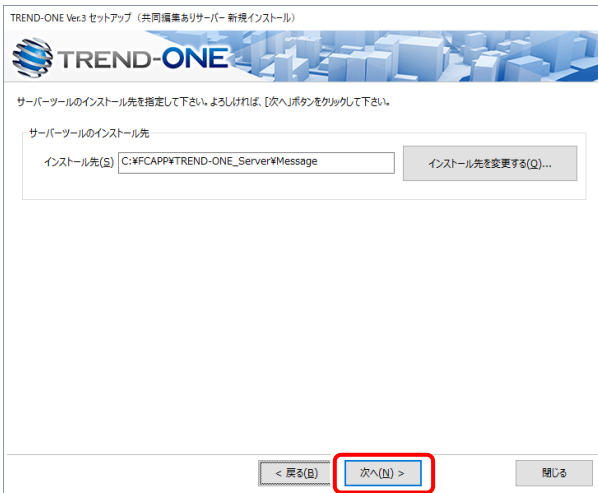 TREND-ONE Ver.3 セットアップ（共同編集ありサーバー 新規インストール）
TREND-ONE
サーバーツールのインストール先を指定して下さい。よろしければ、[次へ]ボタンをクリックして下さい。
サーバーツールのインストール先
インストール先(S) C:¥FCAPP¥TREND-ONE_Server¥Message インストール先を変更する(O)...
< 戻る(B) 次へ(N) > 閉じる